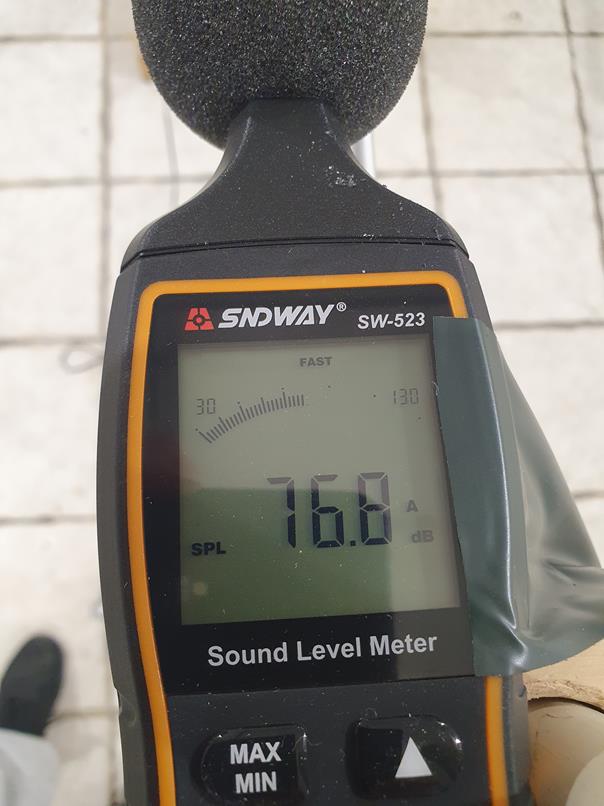 SNDWAY®
SW-523
FAST
30
130
76.8
A
dB
SPL
Sound Level Meter
MAX
MIN